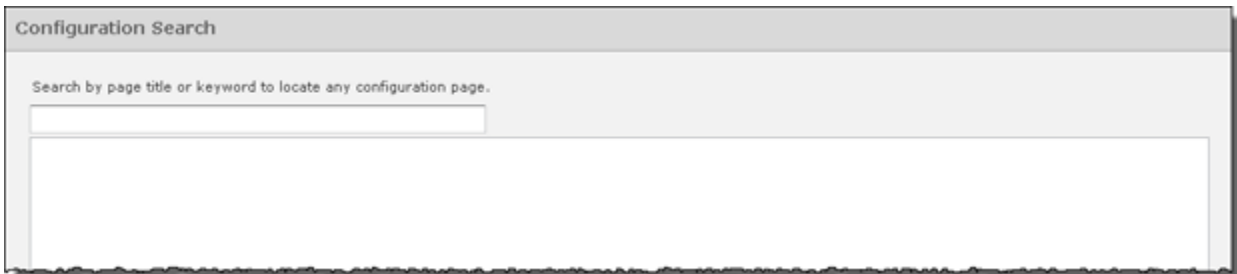 Configuration Search
Search by page title or keyword to locate any configuration page.